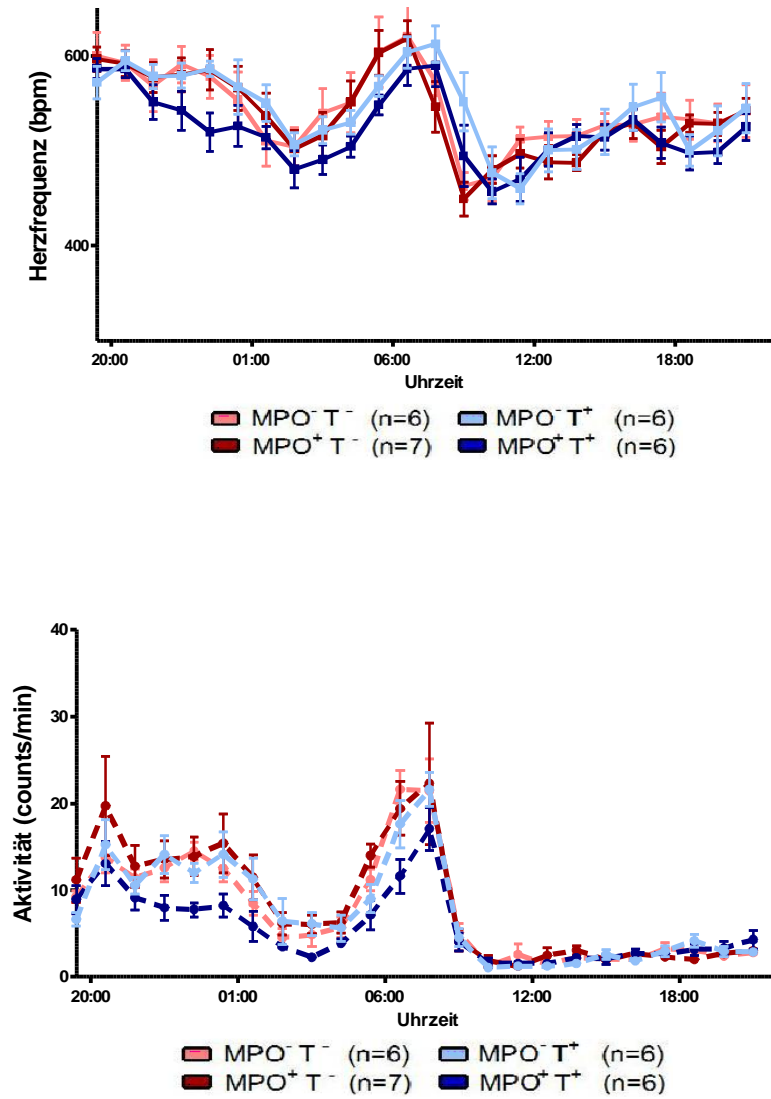 600
400
Herzfrequenz (bpm)
20:00 01:00 06:00 12:00 18:00
Uhrzeit
MPO⁻ T⁻ (n=6) MPO⁻ T⁺ (n=6)
MPO⁺ T⁻ (n=7) MPO⁺ T⁺ (n=6)
40
30
20
10
0
Aktivität (counts/min)
20:00 01:00 06:00 12:00 18:00
Uhrzeit
MPO⁻ T⁻ (n=6) MPO⁻ T⁺ (n=6)
MPO⁺ T⁻ (n=7) MPO⁺ T⁺ (n=6)